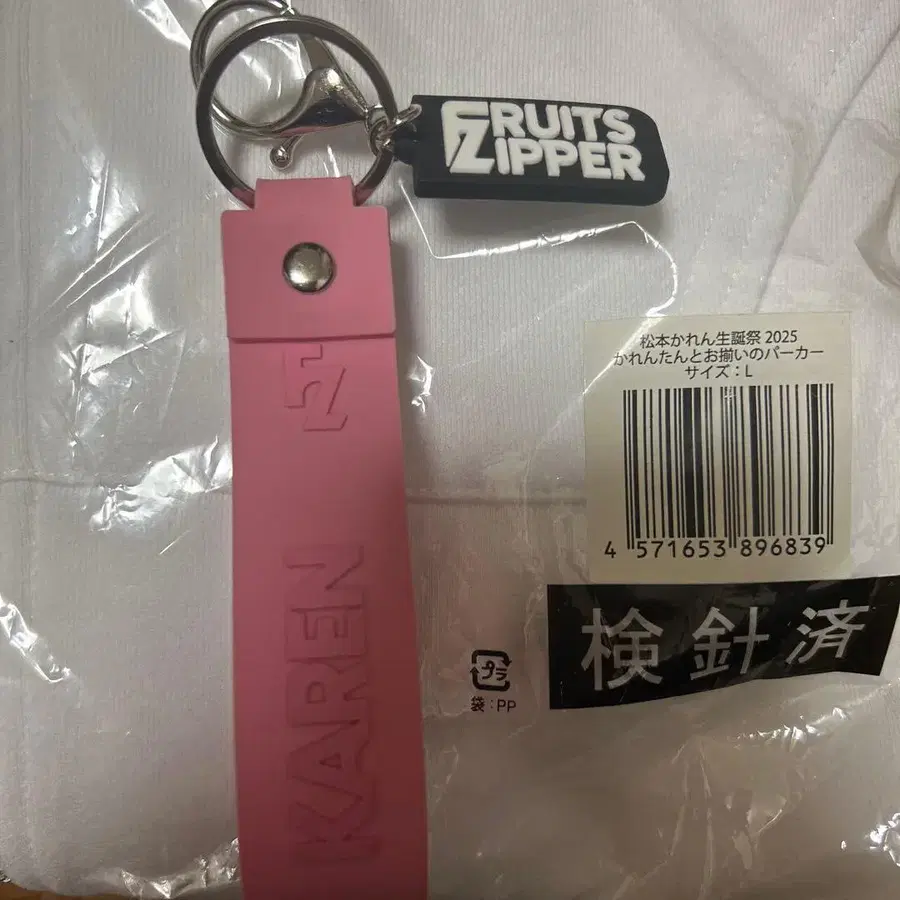 FRUITS
ZIPPER
松本かれん生誕祭 2025
かれんたんとお揃いのパーカー
サイズ：L
4 571653 896839
検針済
プラ
袋：PP
FZ
KAREN